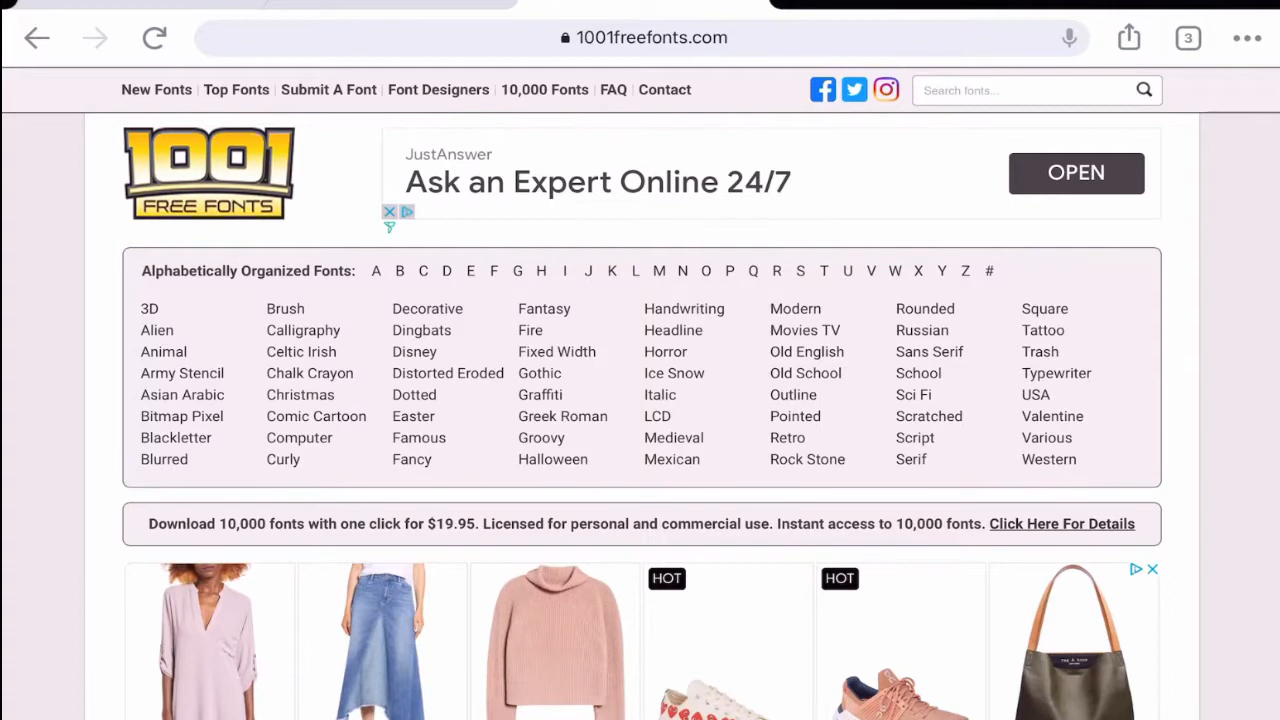 1001freefonts.com
3
New Fonts Top Fonts Submit A Font Font Designers 10,000 Fonts FAQ Contact
Search fonts...
1001
FREE FONTS
JustAnswer
Ask an Expert Online 24/7
OPEN
Alphabetically Organized Fonts: A B C D E F G H I J K L M N O P Q R S T U V W X Y Z #
3D Brush Decorative Fantasy Handwriting Modern Rounded Square
Alien Calligraphy Dingbats Fire Headline Movies TV Russian Tattoo
Animal Celtic Irish Disney Fixed Width Horror Old English Sans Serif Trash
Army Stencil Chalk Crayon Distorted Eroded Gothic Ice Snow Old School School Typewriter
Asian Arabic Christmas Dotted Graffiti Italic Outline Sci Fi USA
Bitmap Pixel Comic Cartoon Easter Greek Roman LCD Pointed Scratched Valentine
Blackletter Computer Famous Groovy Medieval Retro Script Various
Blurred Curly Fancy Halloween Mexican Rock Stone Serif Western
Download 10,000 fonts with one click for $19.95. Licensed for personal and commercial use. Instant access to 10,000 fonts. Click Here For Details
HOT
HOT